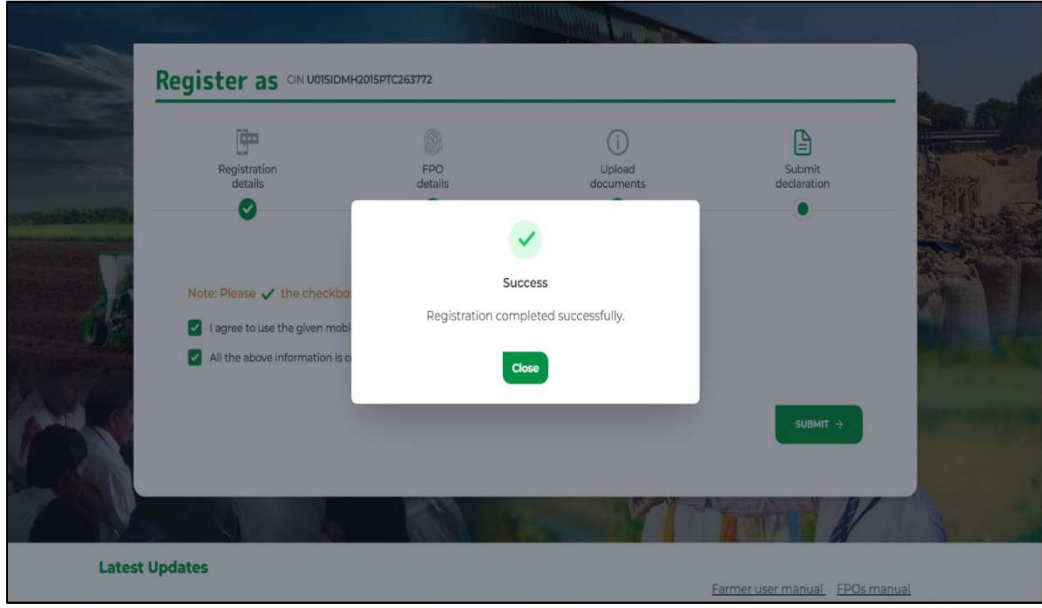 Register as CIN U01SIDMH2015PTC263772
Registration details
FPO details
Upload documents
Submit declaration
Note: Please ✓ the checkbo
I agree to use the given mobi
All the above information is c
Success
Registration completed successfully.
Close
SUBMIT →
Latest Updates
Farmer user manual FPOs manual